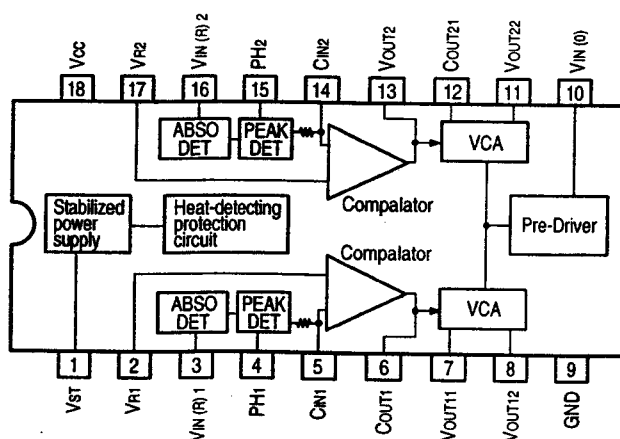 VCC
VR2
VIN (R) 2
PH2
CIN2
VOUT2
COUT21
VOUT22
VIN (0)
18 17 16 15 14 13 12 11 10
ABSO
DET
PEAK
DET
VCA
Compalator
Stabilized
power
supply
Heat-detecting
protection
circuit
Pre-Driver
Compalator
ABSO
DET
PEAK
DET
VCA
1 2 3 4 5 6 7 8 9
VST
VR1
VIN (R) 1
PH1
CIN1
COUT1
VOUT11
VOUT12
GND